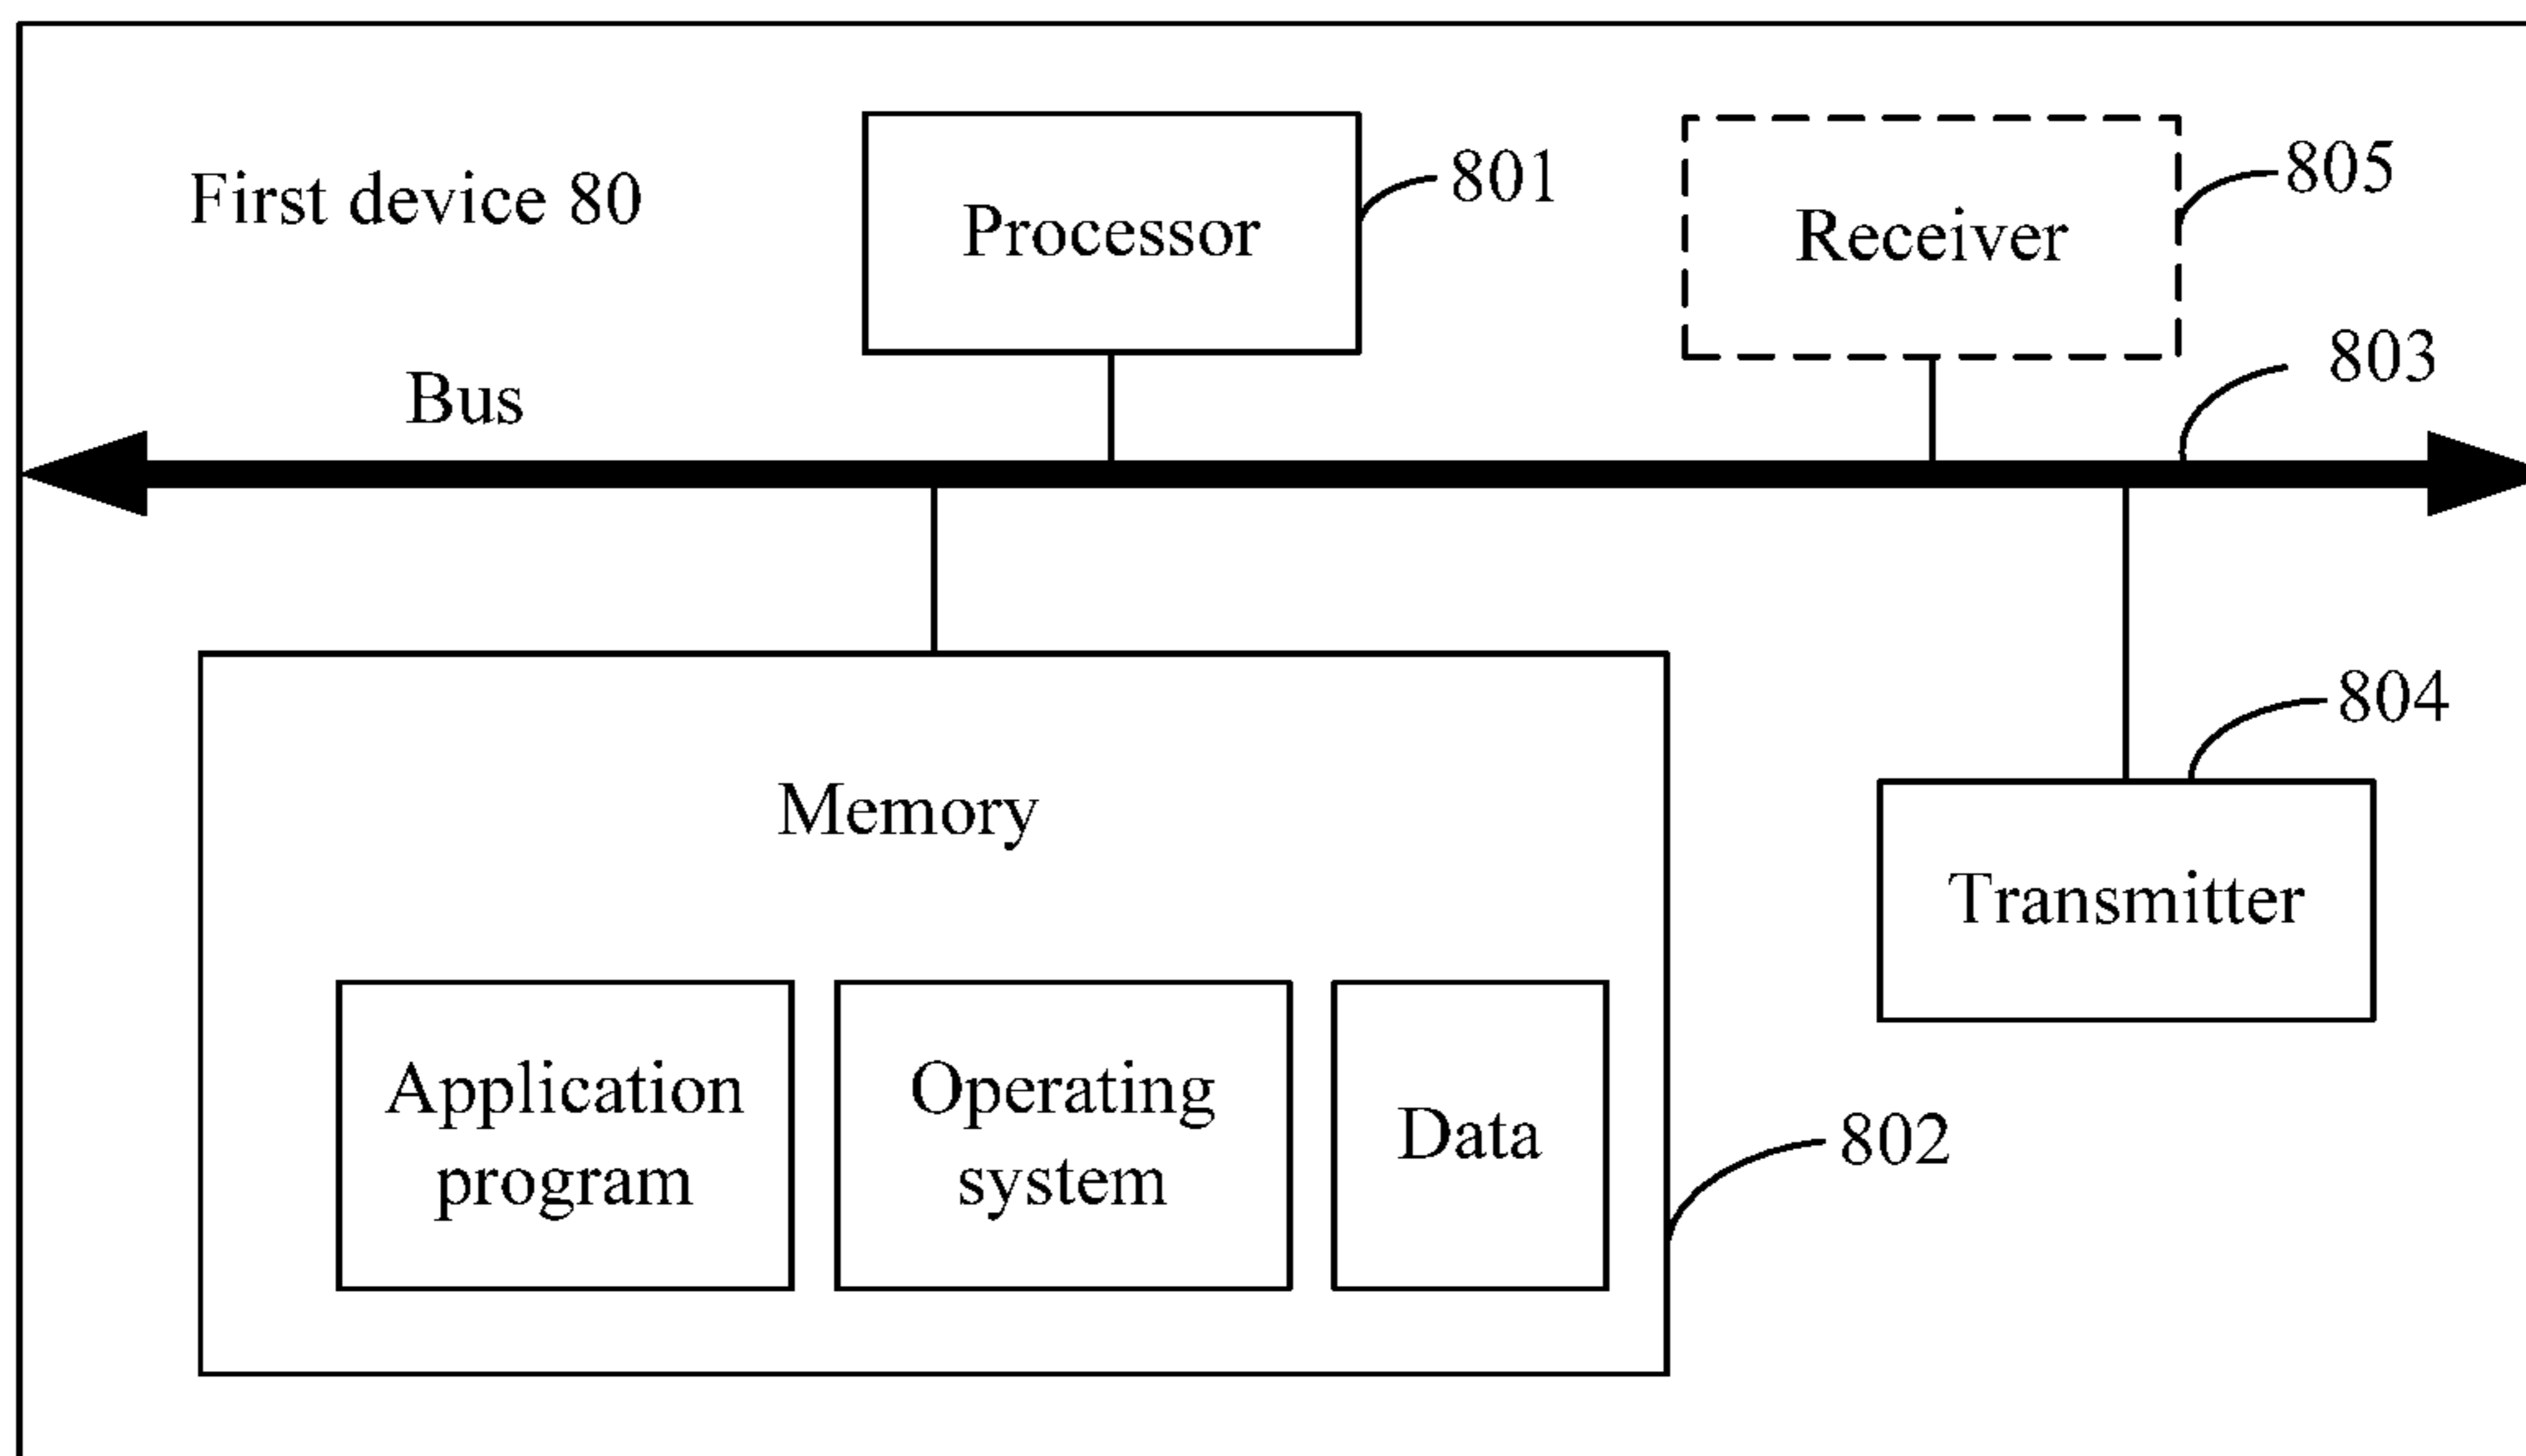 First device 80
Processor
801
Receiver
805
Bus
803
Memory
804
Transmitter
Application
program
Operating
system
Data
802